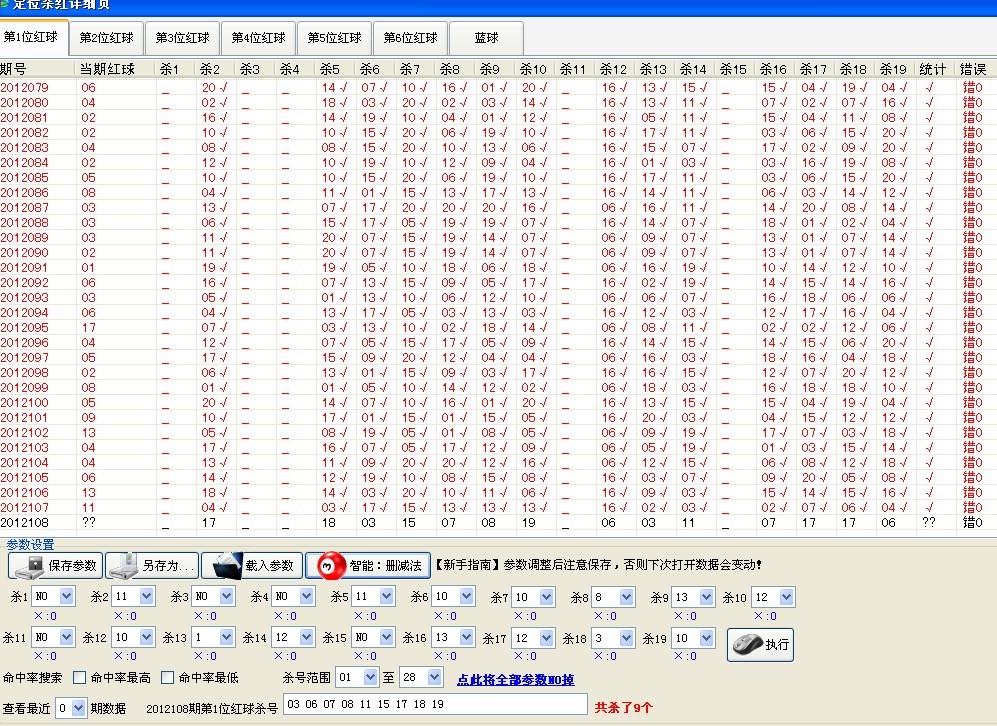 定位杀红详细页
第1位红球 第2位红球 第3位红球 第4位红球 第5位红球 第6位红球 蓝球
期号 当期红球 杀1 杀2 杀3 杀4 杀5 杀6 杀7 杀8 杀9 杀10 杀11 杀12 杀13 杀14 杀15 杀16 杀17 杀18 杀19 统计 错误
2012079 06 _ 20√ _ _ 14√ 07√ 10√ 16√ 01√ 20√ _ 16√ 13√ 15√ _ 15√ 04√ 19√ 04√ √ 错0
2012080 04 _ 02√ _ _ 18√ 03√ 20√ 02√ 03√ 14√ _ 16√ 13√ 11√ _ 07√ 02√ 07√ 16√ √ 错0
2012081 02 _ 16√ _ _ 14√ 19√ 10√ 04√ 01√ 12√ _ 16√ 05√ 11√ _ 15√ 04√ 11√ 08√ √ 错0
2012082 02 _ 10√ _ _ 10√ 15√ 20√ 06√ 19√ 10√ _ 16√ 17√ 11√ _ 03√ 06√ 15√ 20√ √ 错0
2012083 04 _ 08√ _ _ 08√ 15√ 20√ 10√ 13√ 06√ _ 16√ 15√ 07√ _ 17√ 02√ 09√ 20√ √ 错0
2012084 02 _ 12√ _ _ 10√ 19√ 10√ 12√ 09√ 04√ _ 16√ 01√ 03√ _ 03√ 16√ 19√ 08√ √ 错0
2012085 05 _ 10√ _ _ 10√ 15√ 20√ 06√ 19√ 10√ _ 16√ 17√ 11√ _ 03√ 06√ 15√ 20√ √ 错0
2012086 08 _ 04√ _ _ 11√ 01√ 15√ 13√ 17√ 13√ _ 16√ 14√ 11√ _ 06√ 03√ 14√ 12√ √ 错0
2012087 03 _ 13√ _ _ 07√ 17√ 20√ 20√ 20√ 16√ _ 06√ 16√ 11√ _ 14√ 20√ 08√ 14√ √ 错0
2012088 03 _ 06√ _ _ 15√ 17√ 05√ 19√ 19√ 07√ _ 16√ 14√ 07√ _ 18√ 01√ 02√ 04√ √ 错0
2012089 03 _ 11√ _ _ 20√ 07√ 15√ 19√ 14√ 07√ _ 06√ 09√ 07√ _ 13√ 01√ 07√ 14√ √ 错0
2012090 02 _ 11√ _ _ 20√ 07√ 15√ 19√ 14√ 07√ _ 06√ 09√ 07√ _ 13√ 01√ 07√ 14√ √ 错0
2012091 01 _ 19√ _ _ 19√ 05√ 10√ 18√ 06√ 18√ _ 06√ 16√ 19√ _ 10√ 14√ 12√ 10√ √ 错0
2012092 06 _ 16√ _ _ 07√ 13√ 15√ 09√ 05√ 17√ _ 16√ 02√ 19√ _ 14√ 15√ 14√ 16√ √ 错0
2012093 03 _ 05√ _ _ 01√ 13√ 10√ 06√ 12√ 10√ _ 06√ 06√ 07√ _ 16√ 18√ 06√ 06√ √ 错0
2012094 06 _ 04√ _ _ 13√ 17√ 05√ 03√ 13√ 03√ _ 16√ 12√ 03√ _ 12√ 17√ 16√ 04√ √ 错0
2012095 17 _ 07√ _ _ 03√ 13√ 10√ 02√ 18√ 14√ _ 06√ 08√ 11√ _ 02√ 02√ 12√ 06√ √ 错0
2012096 04 _ 12√ _ _ 07√ 05√ 15√ 17√ 05√ 09√ _ 16√ 14√ 15√ _ 14√ 15√ 06√ 20√ √ 错0
2012097 05 _ 17√ _ _ 15√ 09√ 20√ 12√ 04√ 04√ _ 06√ 16√ 03√ _ 18√ 16√ 04√ 18√ √ 错0
2012098 02 _ 06√ _ _ 13√ 01√ 15√ 09√ 03√ 17√ _ 16√ 16√ 15√ _ 12√ 07√ 20√ 12√ √ 错0
2012099 08 _ 01√ _ _ 01√ 05√ 10√ 14√ 12√ 02√ _ 06√ 18√ 03√ _ 16√ 18√ 18√ 10√ √ 错0
2012100 05 _ 20√ _ _ 14√ 07√ 10√ 16√ 01√ 20√ _ 16√ 13√ 15√ _ 15√ 04√ 19√ 04√ √ 错0
2012101 09 _ 10√ _ _ 17√ 01√ 15√ 01√ 15√ 05√ _ 16√ 20√ 03√ _ 04√ 15√ 12√ 12√ √ 错0
2012102 13 _ 05√ _ _ 08√ 19√ 05√ 01√ 08√ 05√ _ 06√ 09√ 19√ _ 17√ 07√ 03√ 18√ √ 错0
2012103 04 _ 17√ _ _ 16√ 07√ 05√ 17√ 12√ 09√ _ 06√ 05√ 19√ _ 01√ 03√ 15√ 14√ √ 错0
2012104 04 _ 13√ _ _ 11√ 09√ 20√ 20√ 12√ 16√ _ 06√ 12√ 15√ _ 06√ 08√ 12√ 18√ √ 错0
2012105 06 _ 14√ _ _ 12√ 19√ 10√ 08√ 15√ 08√ _ 16√ 03√ 07√ _ 09√ 20√ 05√ 08√ √ 错0
2012106 13 _ 18√ _ _ 14√ 03√ 20√ 10√ 11√ 06√ _ 16√ 09√ 03√ _ 15√ 14√ 15√ 16√ √ 错0
2012107 11 _ 04√ _ _ 03√ 17√ 15√ 13√ 13√ 13√ _ 16√ 02√ 03√ _ 02√ 07√ 06√ 04√ √ 错0
2012108 ?? _ 17 _ _ 18 03 15 07 08 19 _ 06 03 11 _ 07 17 17 06 ?? 错0
参数设置
保存参数 另存为... 载入参数 智能：删减法 【新手指南】参数调整后注意保存，否则下次打开数据会变动!
杀1 NO 杀2 11 杀3 NO 杀4 NO 杀5 11 杀6 10 杀7 10 杀8 8 杀9 13 杀10 12
×:0 ×:0 ×:0 ×:0 ×:0 ×:0 ×:0 ×:0 ×:0 ×:0
杀11 NO 杀12 10 杀13 1 杀14 12 杀15 NO 杀16 13 杀17 12 杀18 3 杀19 10 执行
×:0 ×:0 ×:0 ×:0 ×:0 ×:0 ×:0 ×:0 ×:0
命中率搜索 命中率最高 命中率最低 杀号范围 01 至 28 点此将全部参数NO掉
查看最近 0 期数据 2012108期第1位红球杀号 03 06 07 08 11 15 17 18 19 共杀了9个